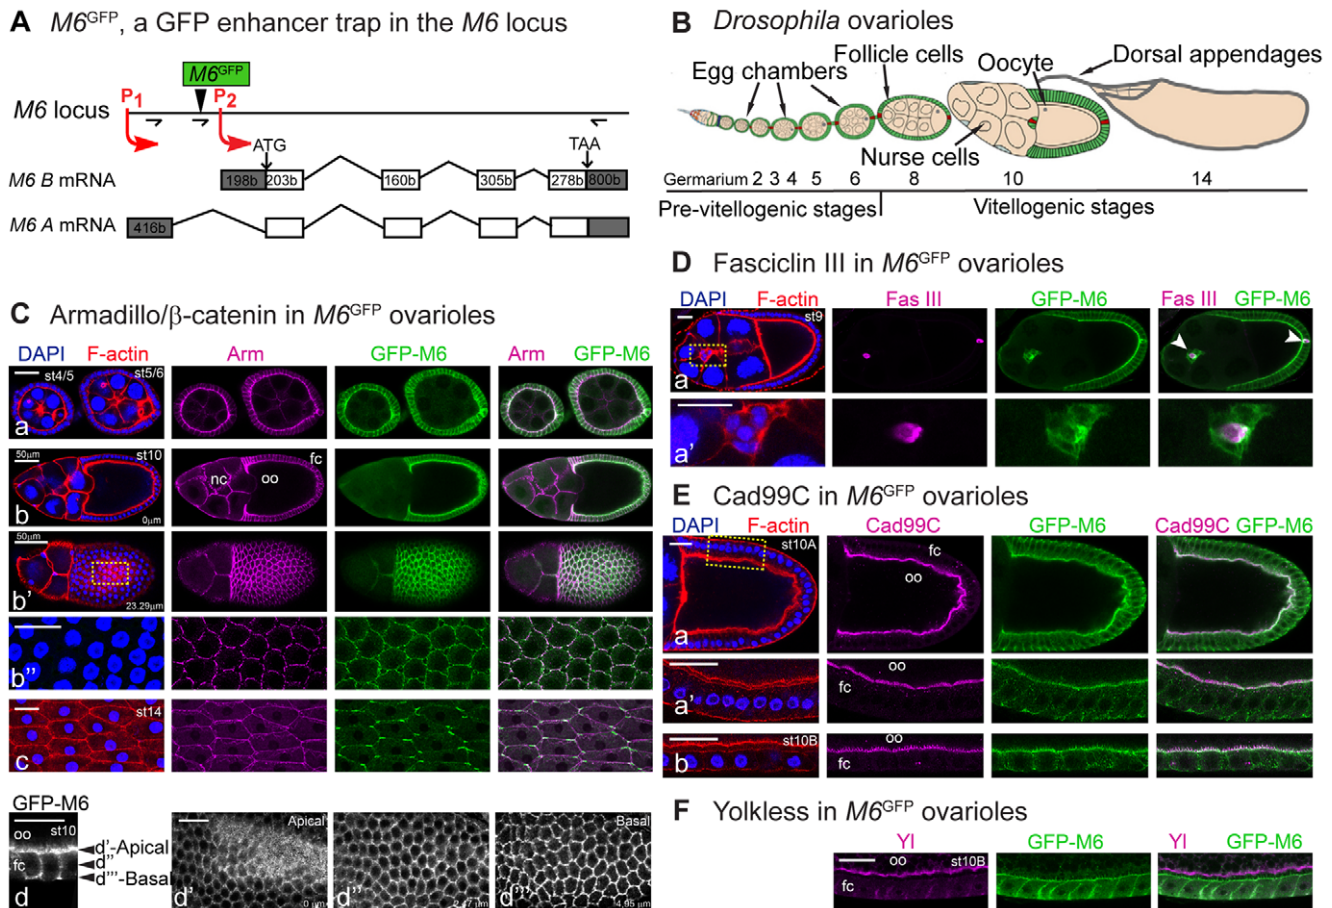 A M6GFP, a GFP enhancer trap in the M6 locus
M6GFP
M6 locus
P1
P2
ATG
TAA
M6 B mRNA
198b 203b 160b 305b 278b 800b
M6 A mRNA
416b
B Drosophila ovarioles
Egg chambers
Follicle cells
Oocyte
Dorsal appendages
Nurse cells
Germarium 2 3 4 5 6 8 10 14
Pre-vitellogenic stages
Vitellogenic stages
C Armadillo/β-catenin in M6GFP ovarioles
DAPI F-actin Arm GFP-M6 Arm GFP-M6
st4/5 st5/6
a
50µm st10
nc oo fc
b 0µm
50µm
b' 23.29µm
b''
st14
c
GFP-M6
oo st10
fc
d'-Apical
d''
d'''-Basal
d
Apical
d' 0 µm
d'' 2.47 µm
Basal
d''' 4.95 µm
D Fasciclin III in M6GFP ovarioles
DAPI F-actin Fas III GFP-M6 Fas III GFP-M6
st9
a
a'
E Cad99C in M6GFP ovarioles
DAPI F-actin Cad99C GFP-M6 Cad99C GFP-M6
st10A
fc
oo
a
oo
fc
a'
st10B
oo
fc
b
F Yolkless in M6GFP ovarioles
Yl GFP-M6 Yl GFP-M6
oo st10B
fc